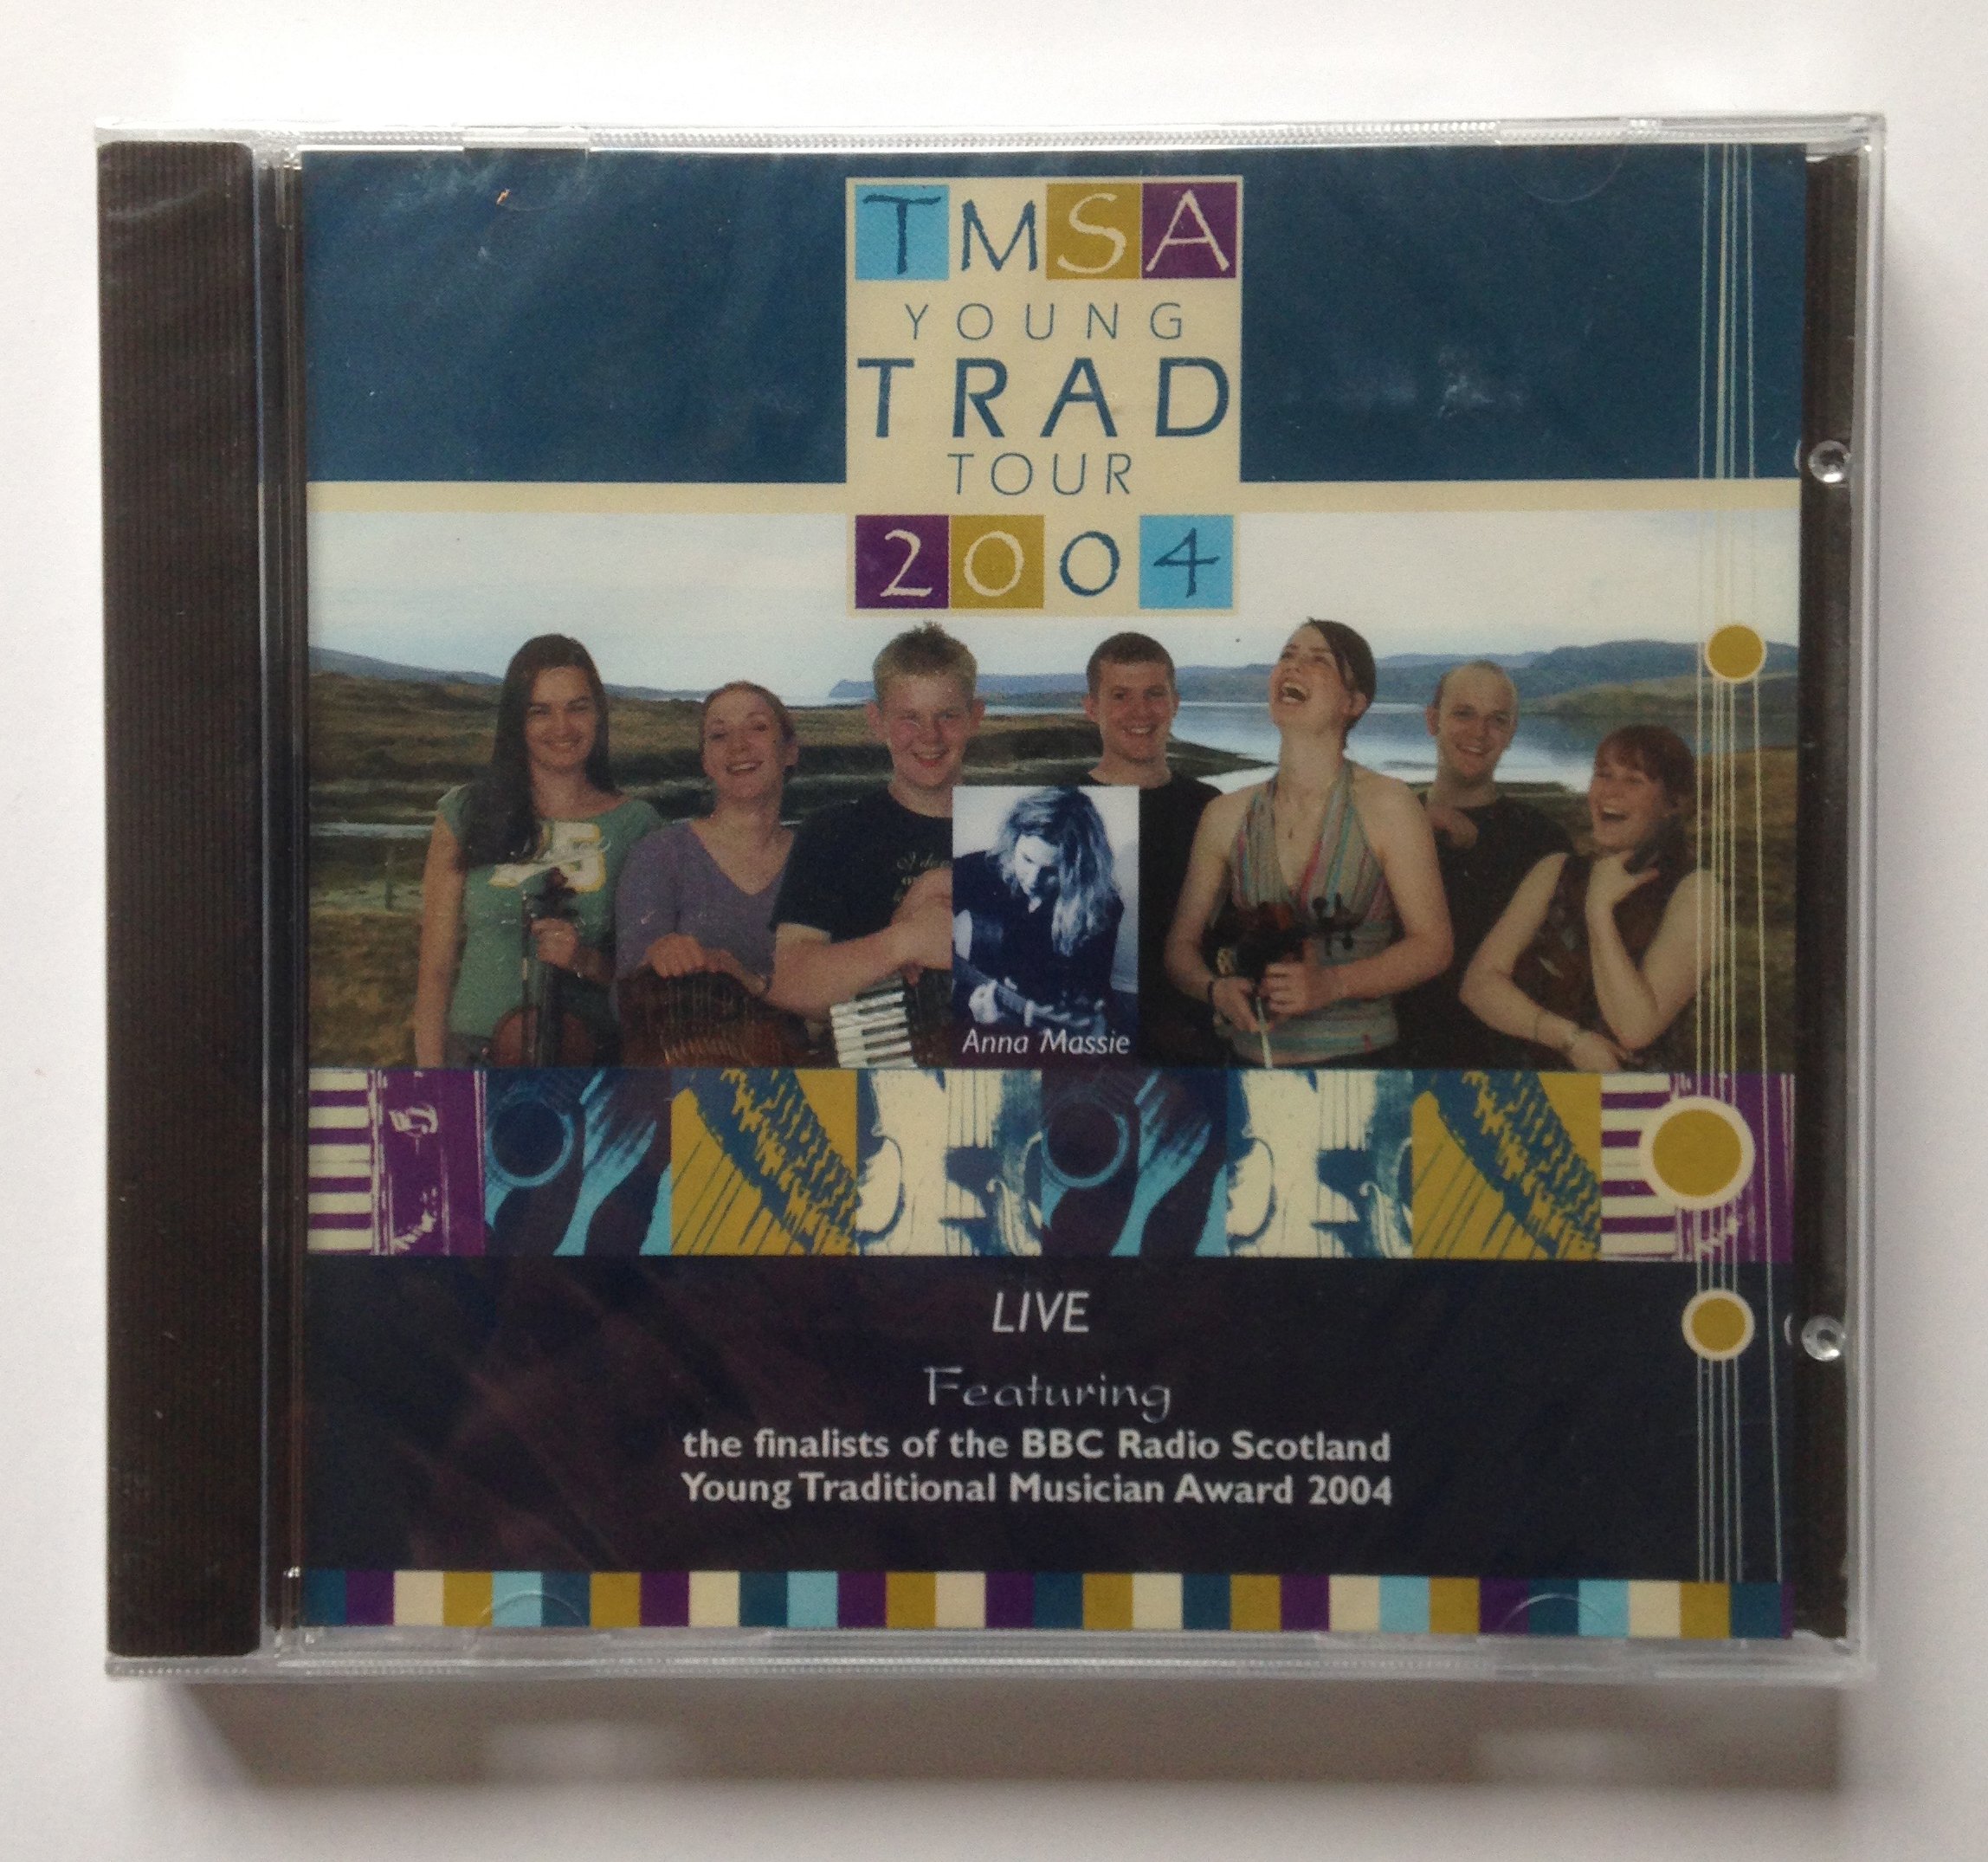 TMSA
YOUNG
TRAD
TOUR
2004
Anna Massie
LIVE
Featuring
the finalists of the BBC Radio Scotland
Young Traditional Musician Award 2004